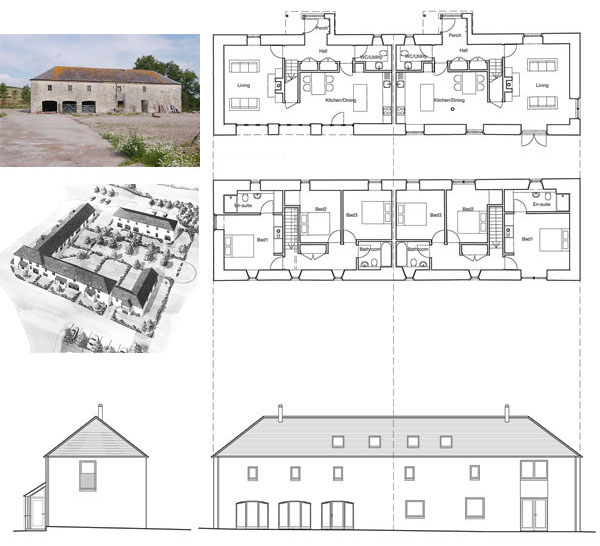 Porch
Porch
Hall
WC/Utility
WC/Utility
Hall
Living
Kitchen/Dining
Kitchen/Dining
Living
En-suite
Bed2
Bed3
Bed3
Bed2
En-suite
Bed1
Bathroom
Bathroom
Bed1